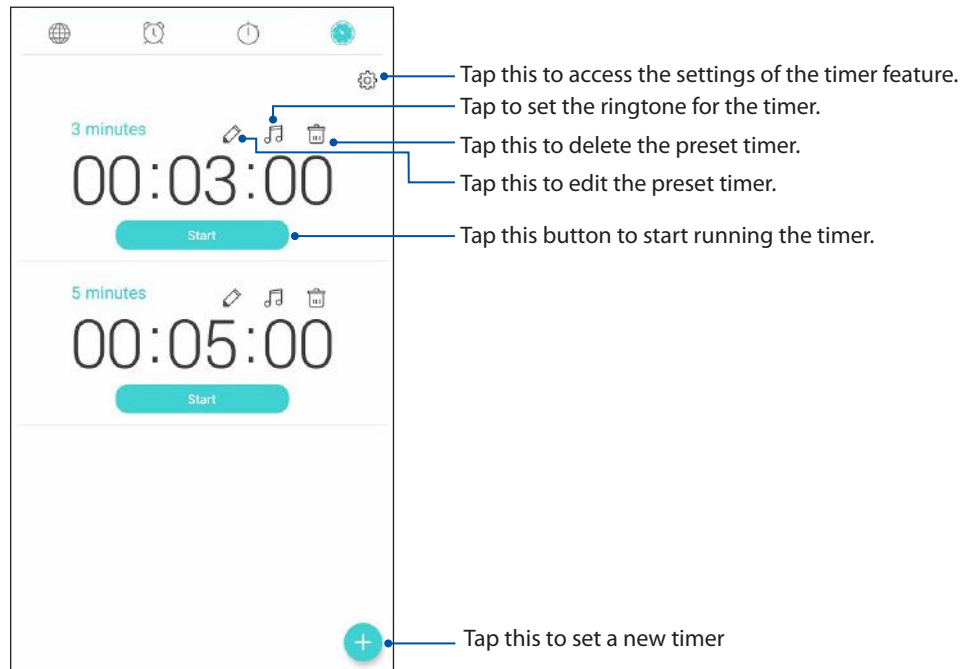 Tap this to access the settings of the timer feature.
Tap to set the ringtone for the timer.
3 minutes
Tap this to delete the preset timer.
00:03:00
Tap this to edit the preset timer.
Start
Tap this button to start running the timer.
5 minutes
00:05:00
Start
+
Tap this to set a new timer